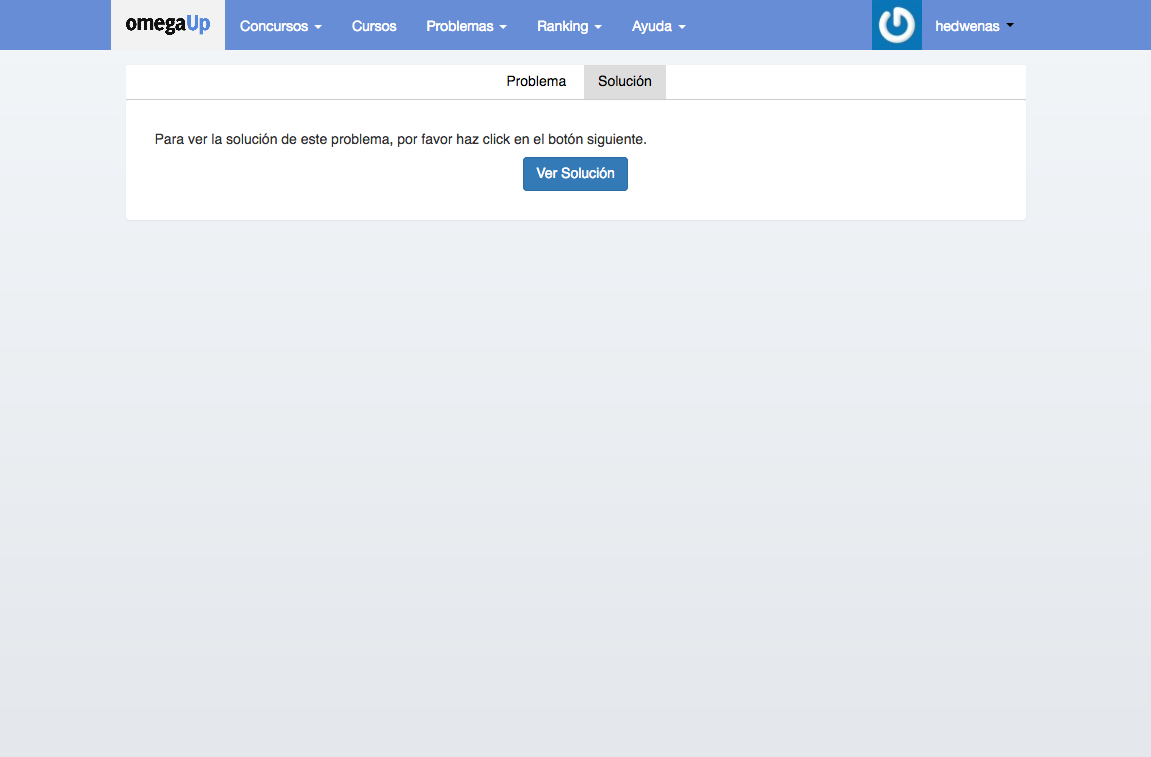 omegaUp Concursos Cursos Problemas Ranking Ayuda hedwenas
Problema Solución
Para ver la solución de este problema, por favor haz click en el botón siguiente.
Ver Solución